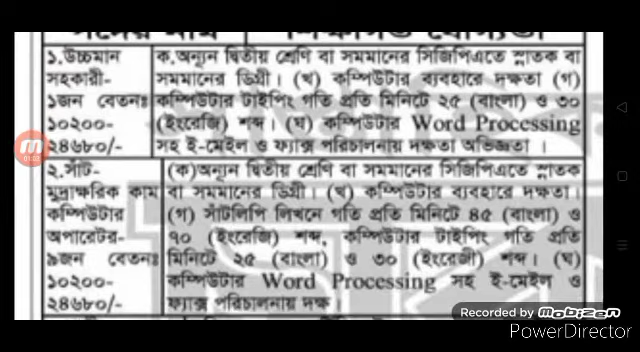 পদের নাম শিক্ষাগত যোগ্যতা
১.উচ্চমান
সহকারী-
১জন বেতনঃ
১০২০০-
২৪৬৮০/-
ক.অন্যুন দ্বিতীয় শ্রেণি বা সমমানের সিজিপিএতে স্নাতক বা
সমমানের ডিগ্রী। (খ) কম্পিউটার ব্যবহারে দক্ষতা (গ)
কম্পিউটার টাইপিং গতি প্রতি মিনিটে ২৫ (বাংলা) ও ৩০
(ইংরেজি) শব্দ। (ঘ) কম্পিউটার Word Processing
সহ ই-মেইল ও ফ্যাক্স পরিচালনায় দক্ষতা অভিজ্ঞতা ।
২.সাঁট-
মুদ্রাক্ষরিক কাম
কম্পিউটার
অপারেটর-
৯জন বেতনঃ
১০২০০-
২৪৬৮০/-
(ক)অন্যুন দ্বিতীয় শ্রেণি বা সমমানের সিজিপিএতে স্নাতক
বা সমমানের ডিগ্রী। (খ) কম্পিউটার ব্যবহারে দক্ষতা।
(গ) সাঁটলিপি লিখনে গতি প্রতি মিনিটে ৪৫ (বাংলা) ও
৭০ (ইংরেজি) শব্দ, কম্পিউটার টাইপিং গতি প্রতি
মিনিটে ২৫ (বাংলা) ও ৩০ (ইংরেজী) শব্দ। (ঘ)
কম্পিউটার Word Processing সহ ই-মেইল ও
ফ্যাক্স পরিচালনায় দক্ষ।
01:03
Recorded by Mobizen
PowerDirector